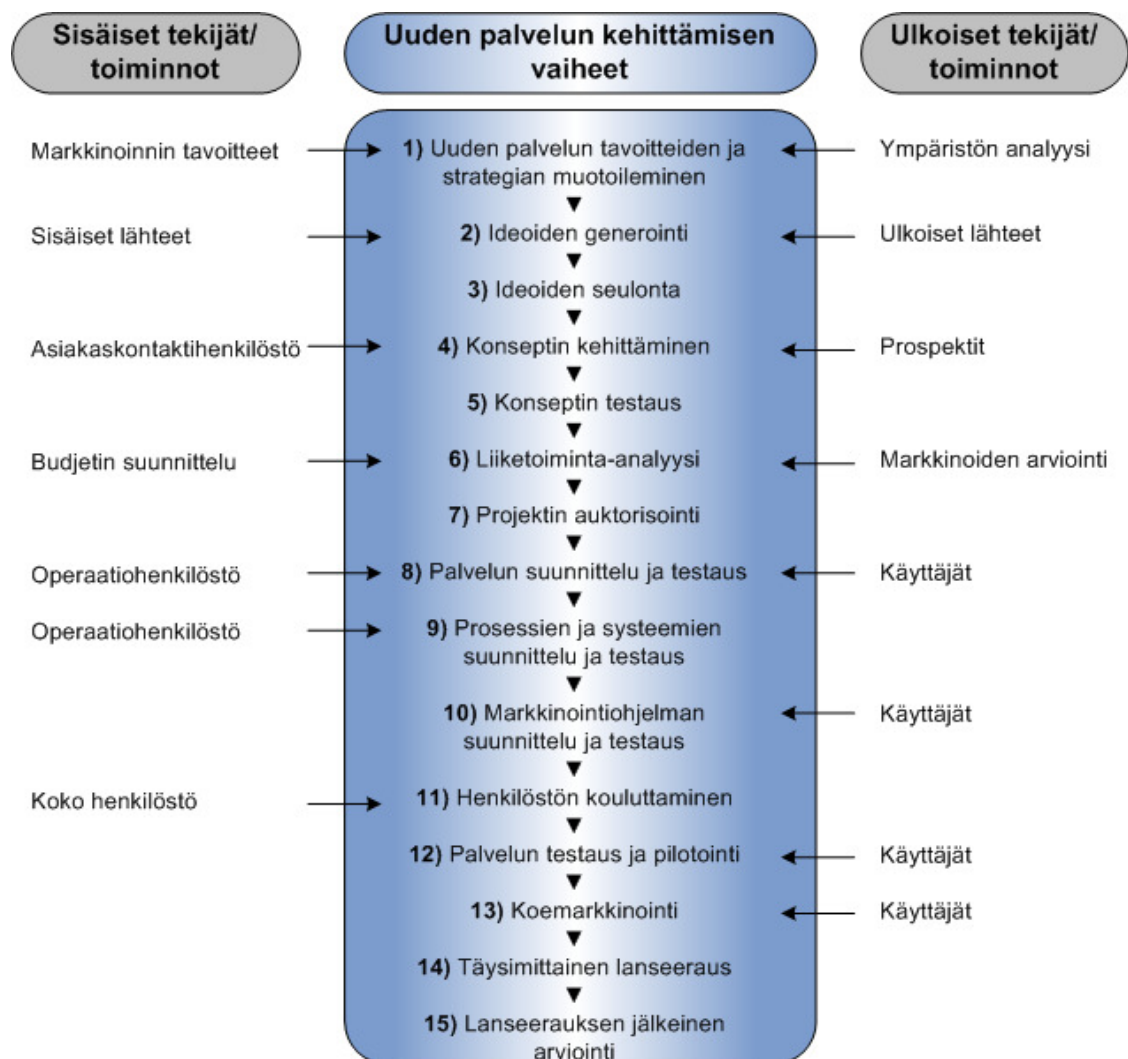 Sisäiset tekijät/
toiminnot
Uuden palvelun kehittämisen
vaiheet
Ulkoiset tekijät/
toiminnot
Markkinoinnin tavoitteet
1) Uuden palvelun tavoitteiden ja
strategian muotoileminen
Ympäristön analyysi
Sisäiset lähteet
2) Ideoiden generointi
Ulkoiset lähteet
3) Ideoiden seulonta
Asiakaskontaktihenkilöstö
4) Konseptin kehittäminen
Prospektit
5) Konseptin testaus
Budjetin suunnittelu
6) Liiketoiminta-analyysi
Markkinoiden arviointi
7) Projektin auktorisointi
Operaatiohenkilöstö
8) Palvelun suunnittelu ja testaus
Käyttäjät
Operaatiohenkilöstö
9) Prosessien ja systeemien
suunnittelu ja testaus
10) Markkinointiohjelman
suunnittelu ja testaus
Käyttäjät
Koko henkilöstö
11) Henkilöstön kouluttaminen
12) Palvelun testaus ja pilotointi
Käyttäjät
13) Koemarkkinointi
Käyttäjät
14) Täysimittainen lanseeraus
15) Lanseerauksen jälkeinen
arviointi